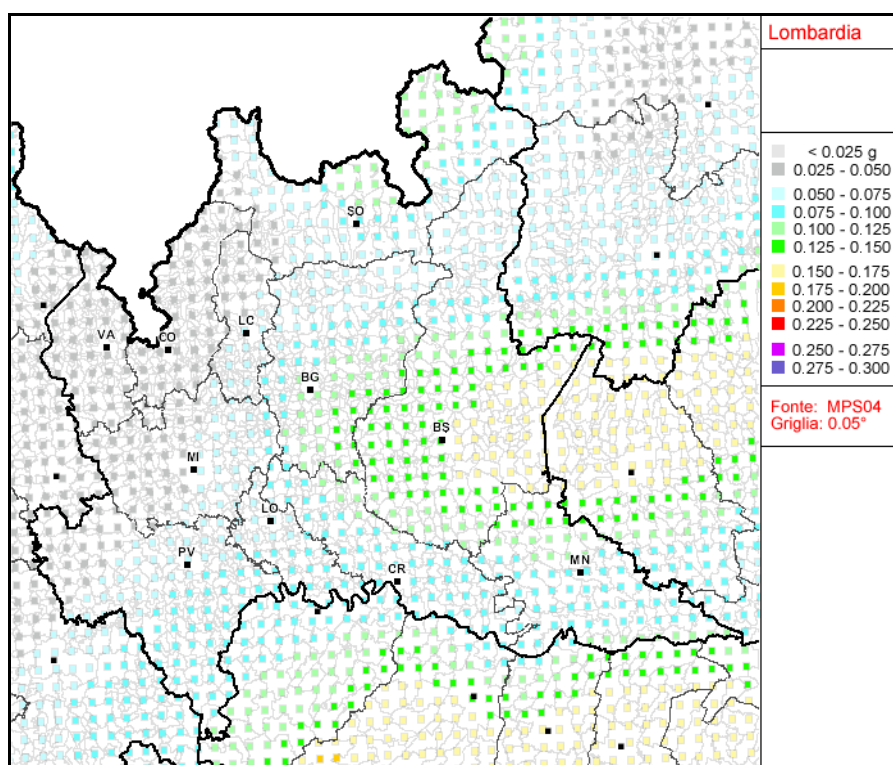 Lombardia
< 0.025 g
0.025 - 0.050
0.050 - 0.075
0.075 - 0.100
0.100 - 0.125
0.125 - 0.150
0.150 - 0.175
0.175 - 0.200
0.200 - 0.225
0.225 - 0.250
0.250 - 0.275
0.275 - 0.300
Fonte: MPS04
Griglia: 0.05°
SO
VA
CO
LC
BG
BS
MI
LO
PV
CR
MN